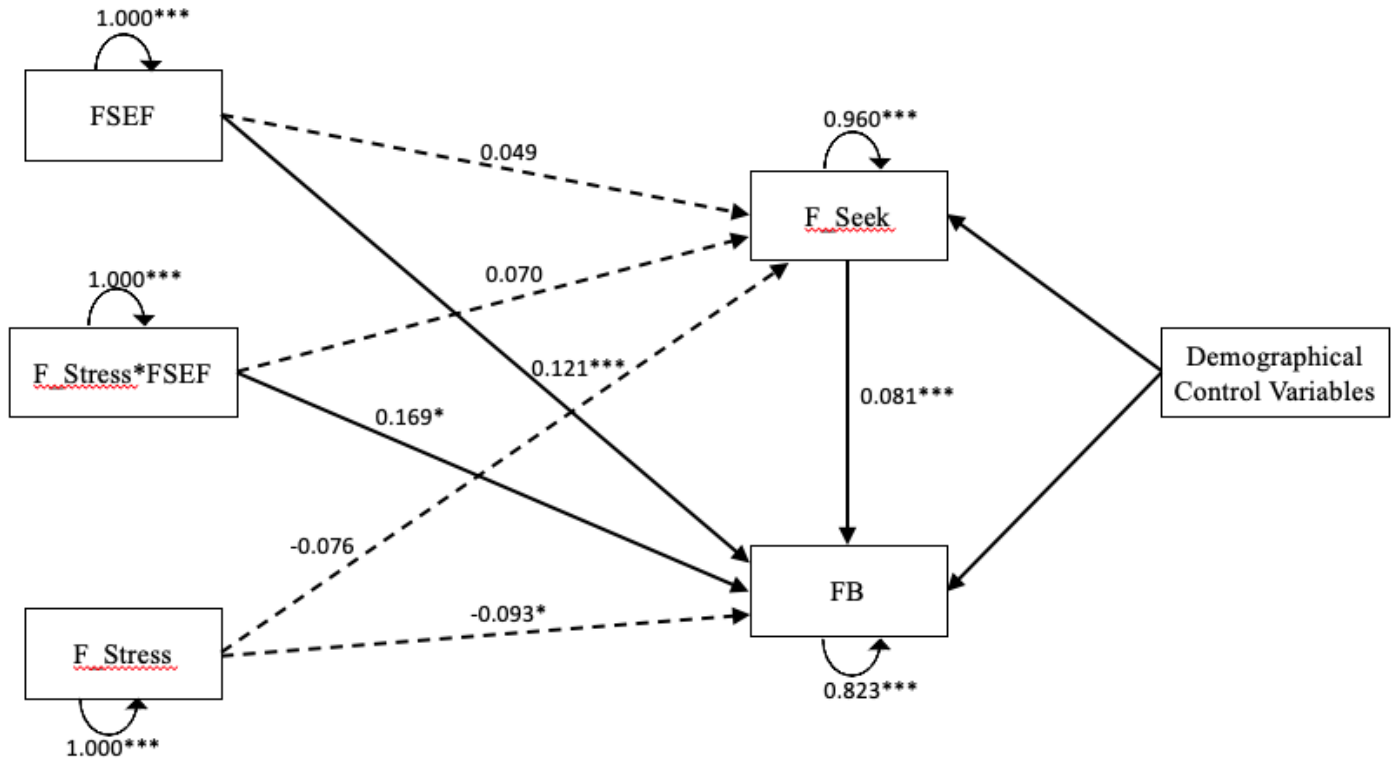 1.000***
FSEF
0.960***
0.049
F_Seek
1.000***
0.070
F_Stress*FSEF
0.121***
Demographical
Control Variables
0.169*
0.081***
-0.076
FB
-0.093*
F_Stress
0.823***
1.000***